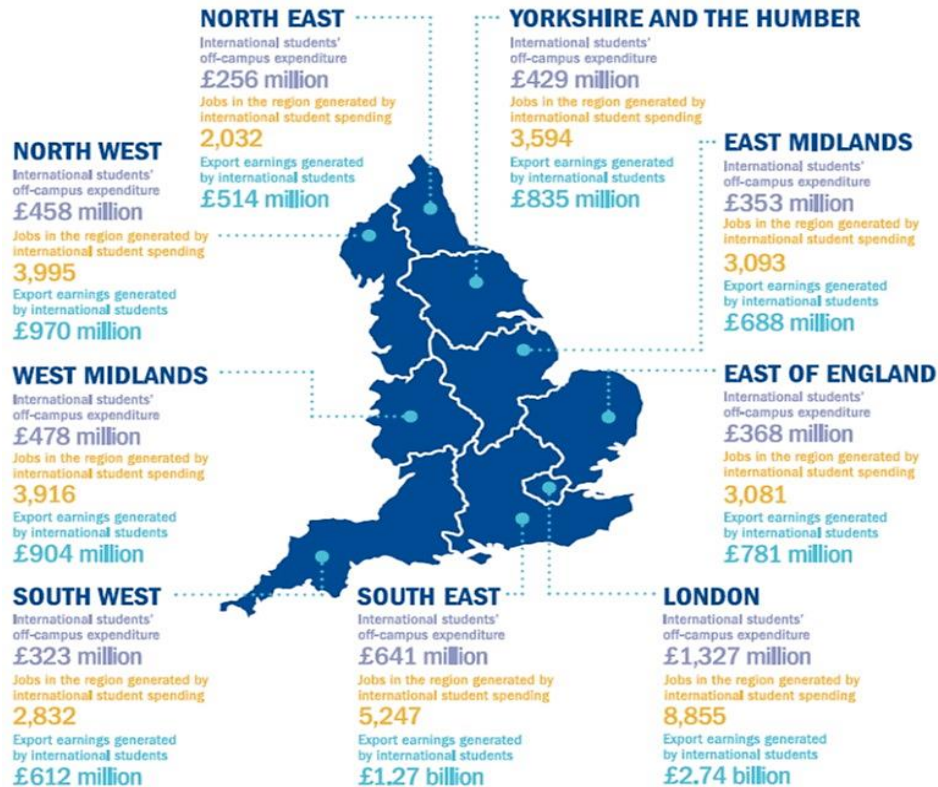 NORTH EAST
International students'
off-campus expenditure
£256 million
Jobs in the region generated by
international student spending
2,032
Export earnings generated
by international students
£514 million
YORKSHIRE AND THE HUMBER
International students'
off-campus expenditure
£429 million
Jobs in the region generated by
international student spending
3,594
Export earnings generated
by international students
£835 million
NORTH WEST
International students'
off-campus expenditure
£458 million
Jobs in the region generated by
international student spending
3,995
Export earnings generated
by international students
£970 million
EAST MIDLANDS
International students'
off-campus expenditure
£353 million
Jobs in the region generated by
international student spending
3,093
Export earnings generated
by international students
£688 million
WEST MIDLANDS
International students'
off-campus expenditure
£478 million
Jobs in the region generated by
international student spending
3,916
Export earnings generated
by international students
£904 million
EAST OF ENGLAND
International students'
off-campus expenditure
£368 million
Jobs in the region generated by
international student spending
3,081
Export earnings generated
by international students
£781 million
SOUTH WEST
International students'
off-campus expenditure
£323 million
Jobs in the region generated by
international student spending
2,832
Export earnings generated
by international students
£612 million
SOUTH EAST
International students'
off-campus expenditure
£641 million
Jobs in the region generated by
international student spending
5,247
Export earnings generated
by international students
£1.27 billion
LONDON
International students'
off-campus expenditure
£1,327 million
Jobs in the region generated by
international student spending
8,855
Export earnings generated
by international students
£2.74 billion